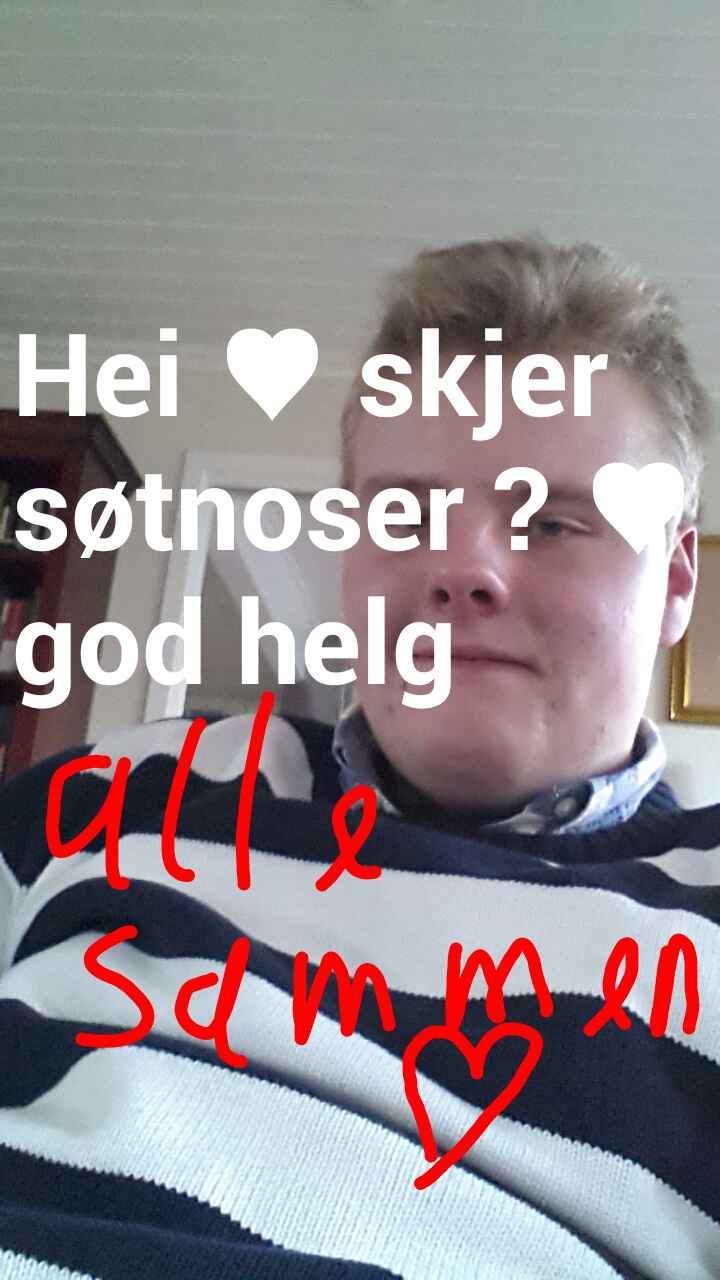 Hei ♥ skjer
søtnoser ? ♥
god helg
alle
sammen